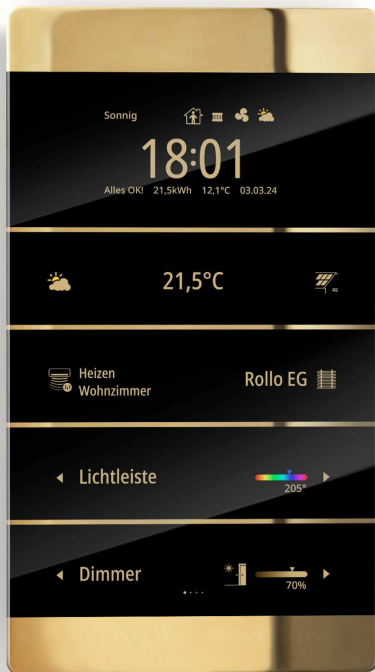 Sonnig
18:01
Alles OK! 21,5kWh 12,1°C 03.03.24
21,5°C
Heizen
Wohnzimmer
Rollo EG
Lichtleiste
205°
Dimmer
70%